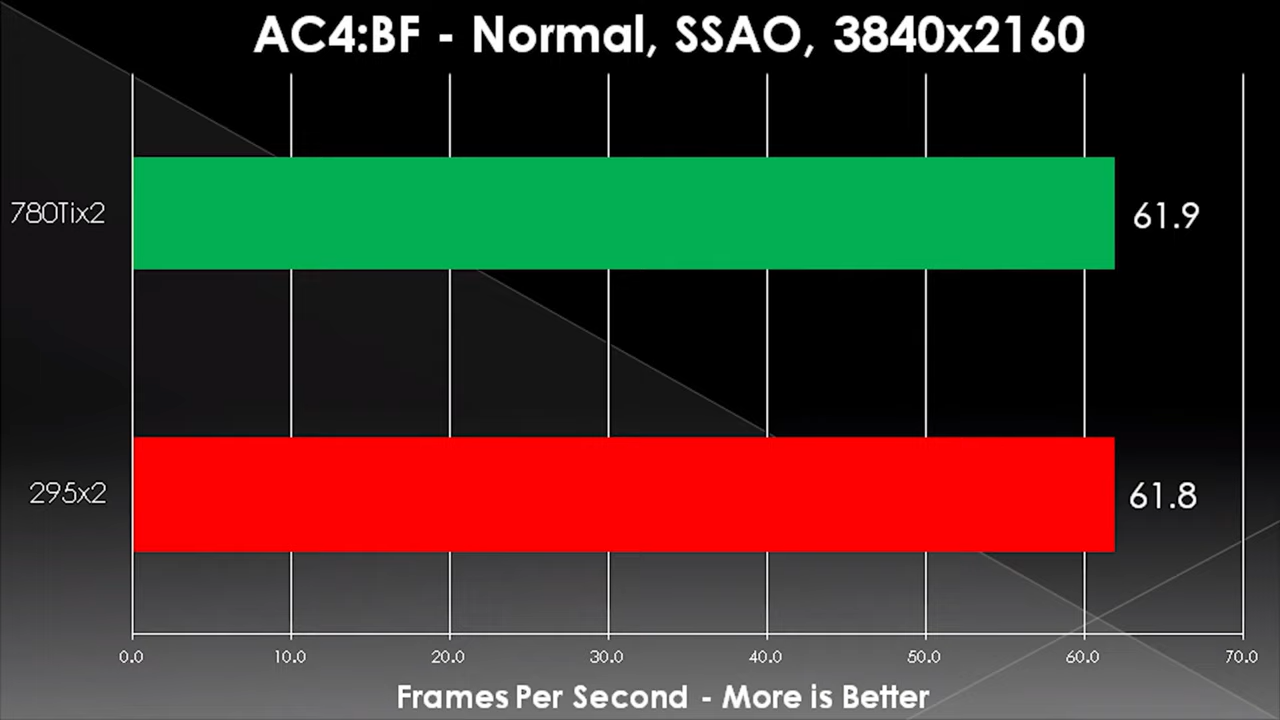 AC4:BF - Normal, SSAO, 3840x2160
780Tix2
61.9
295x2
61.8
0.0 10.0 20.0 30.0 40.0 50.0 60.0 70.0
Frames Per Second - More is Better